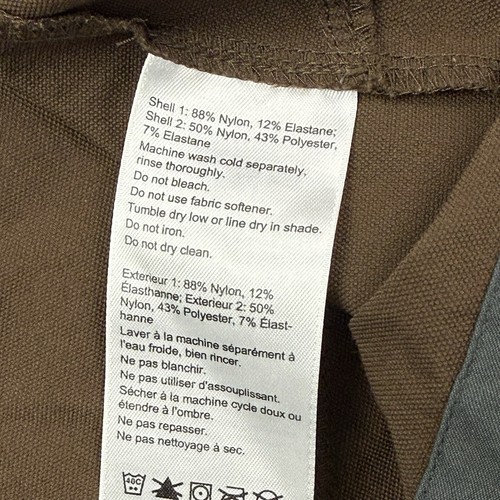 Shell 1: 88% Nylon, 12% Elastane;
Shell 2: 50% Nylon, 43% Polyester,
7% Elastane
Machine wash cold separately,
rinse thoroughly.
Do not bleach.
Do not use fabric softener.
Tumble dry low or line dry in shade.
Do not iron.
Do not dry clean.
Exterieur 1: 88% Nylon, 12%
Élasthanne; Exterieur 2: 50%
Nylon, 43% Polyester, 7% Élast-
hanne
Laver à la machine séparément à
l'eau froide, bien rincer.
Ne pas blanchir.
Ne pas utiliser d'assouplissant.
Sécher à la machine cycle doux ou
étendre à l'ombre.
Ne pas repasser.
Ne pas nettoyage à sec.
40C